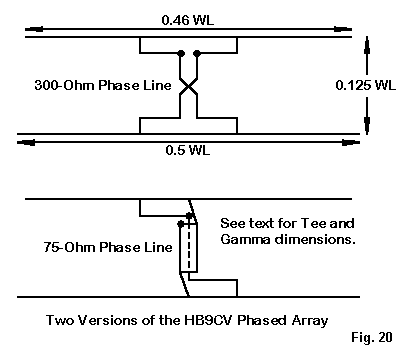 0.46 WL
300-Ohm Phase Line
0.125 WL
0.5 WL
See text for Tee and
Gamma dimensions.
75-Ohm Phase Line
Two Versions of the HB9CV Phased Array
Fig. 20